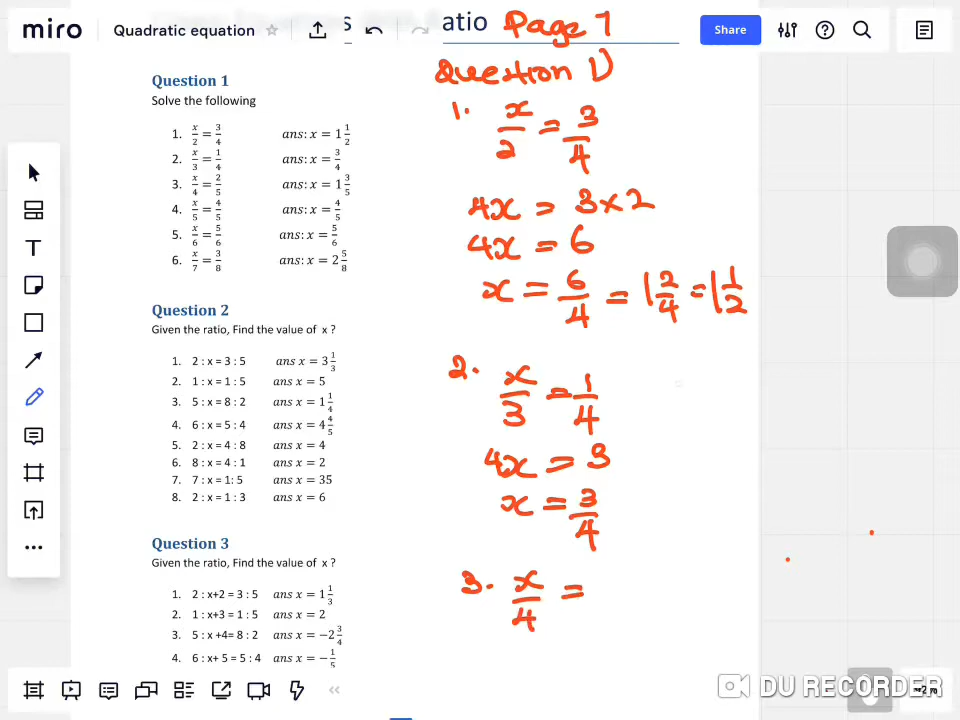 miro Quadratic equation Share
s ratio
Page 7
Question 1)
Question 1
Solve the following
1. x/2 = 3/4 ans: x = 1 1/2
2. x/3 = 1/4 ans: x = 3/4
3. x/4 = 2/5 ans: x = 1 3/5
4. x/5 = 4/5 ans: x = 4/5
5. x/6 = 5/6 ans: x = 5/6
6. x/7 = 3/8 ans: x = 2 5/8
Question 2
Given the ratio, Find the value of x ?
1. 2 : x = 3 : 5 ans x = 3 1/3
2. 1 : x = 1 : 5 ans x = 5
3. 5 : x = 8 : 2 ans x = 1 1/4
4. 6 : x = 5 : 4 ans x = 4 4/5
5. 2 : x = 4 : 8 ans x = 4
6. 8 : x = 4 : 1 ans x = 2
7. 7 : x = 1: 5 ans x = 35
8. 2 : x = 1 : 3 ans x = 6
Question 3
Given the ratio, Find the value of x ?
1. 2 : x+2 = 3 : 5 ans x = 1 1/3
2. 1 : x+3 = 1 : 5 ans x = 2
3. 5 : x +4= 8 : 2 ans x = −2 3/4
4. 6 : x+ 5 = 5 : 4 ans x = −1/5
1. x/2 = 3/4
4x = 3 × 2
4x = 6
x = 6/4 = 1 2/4 = 1 1/2
2. x/3 = 1/4
4x = 3
x = 3/4
3. x/4 =
DU RECORDER